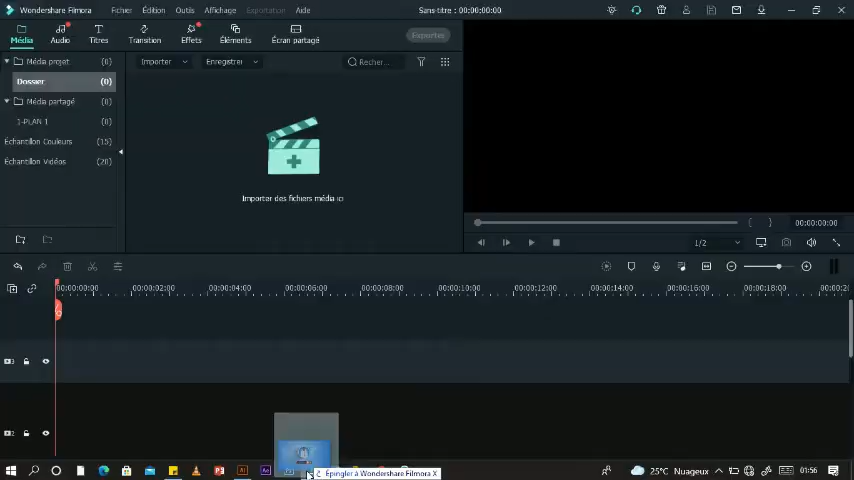 Wondershare Filmora Fichier Édition Outils Affichage Exportation Aide Sans-titre : 00:00:00:00
Média Audio Titres Transition Effets Éléments Écran partagé Exporter
Média projet (0)
Dossier (0)
Média partagé (0)
1-PLAN 1 (0)
Échantillon Couleurs (15)
Échantillon Vidéos (20)
Importer Enregistrer Recher...
Importer des fichiers média ici
00:00:00:00
1/2
00:00:00:00 00:00:02:00 00:00:04:00 00:00:06:00 00:00:08:00 00:00:10:00 00:00:12:00 00:00:14:00 00:00:16:00 00:00:18:00 00:00:2
3
2
Épingler à Wondershare Filmora X
25°C Nuageux 01:56